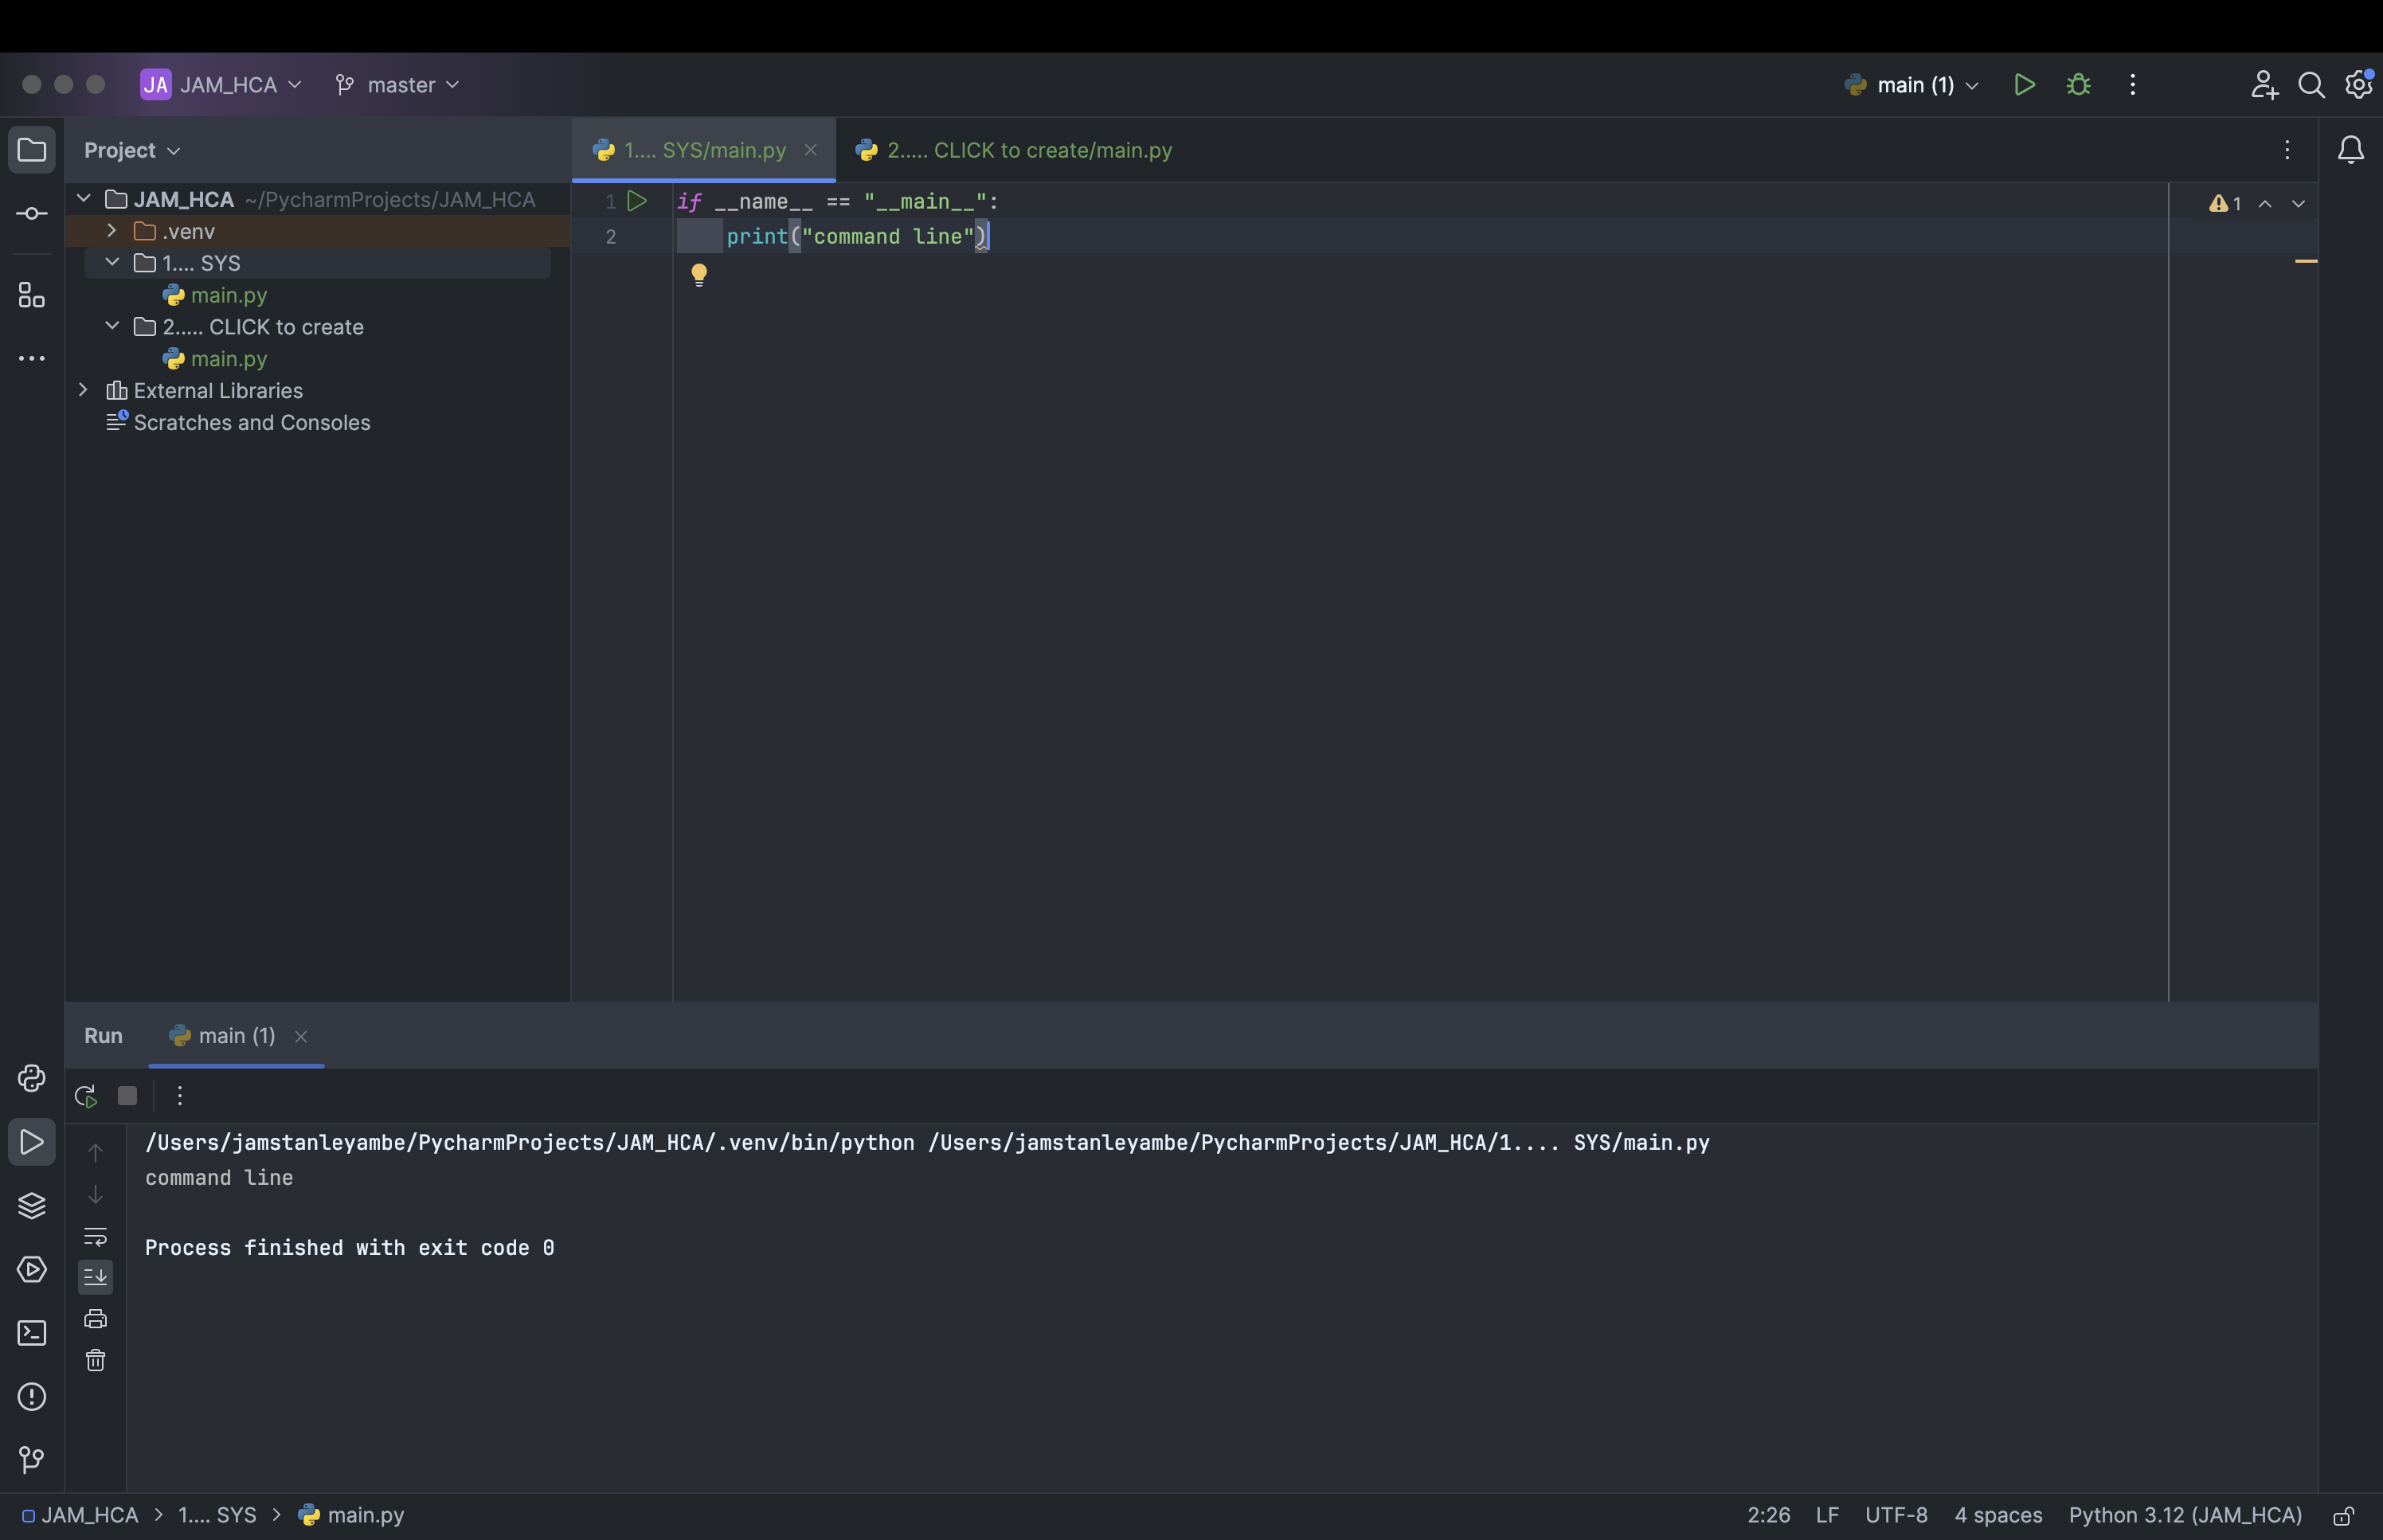 JA JAM_HCA master main (1)
Project 1.... SYS/main.py 2..... CLICK to create/main.py
JAM_HCA ~/PycharmProjects/JAM_HCA
.venv
1.... SYS
main.py
2..... CLICK to create
main.py
External Libraries
Scratches and Consoles
1 if __name__ == "__main__":
2 print("command line")
1
Run main (1)
/Users/jamstanleyambe/PycharmProjects/JAM_HCA/.venv/bin/python /Users/jamstanleyambe/PycharmProjects/JAM_HCA/1.... SYS/main.py
command line
Process finished with exit code 0
JAM_HCA > 1.... SYS > main.py 2:26 LF UTF-8 4 spaces Python 3.12 (JAM_HCA)